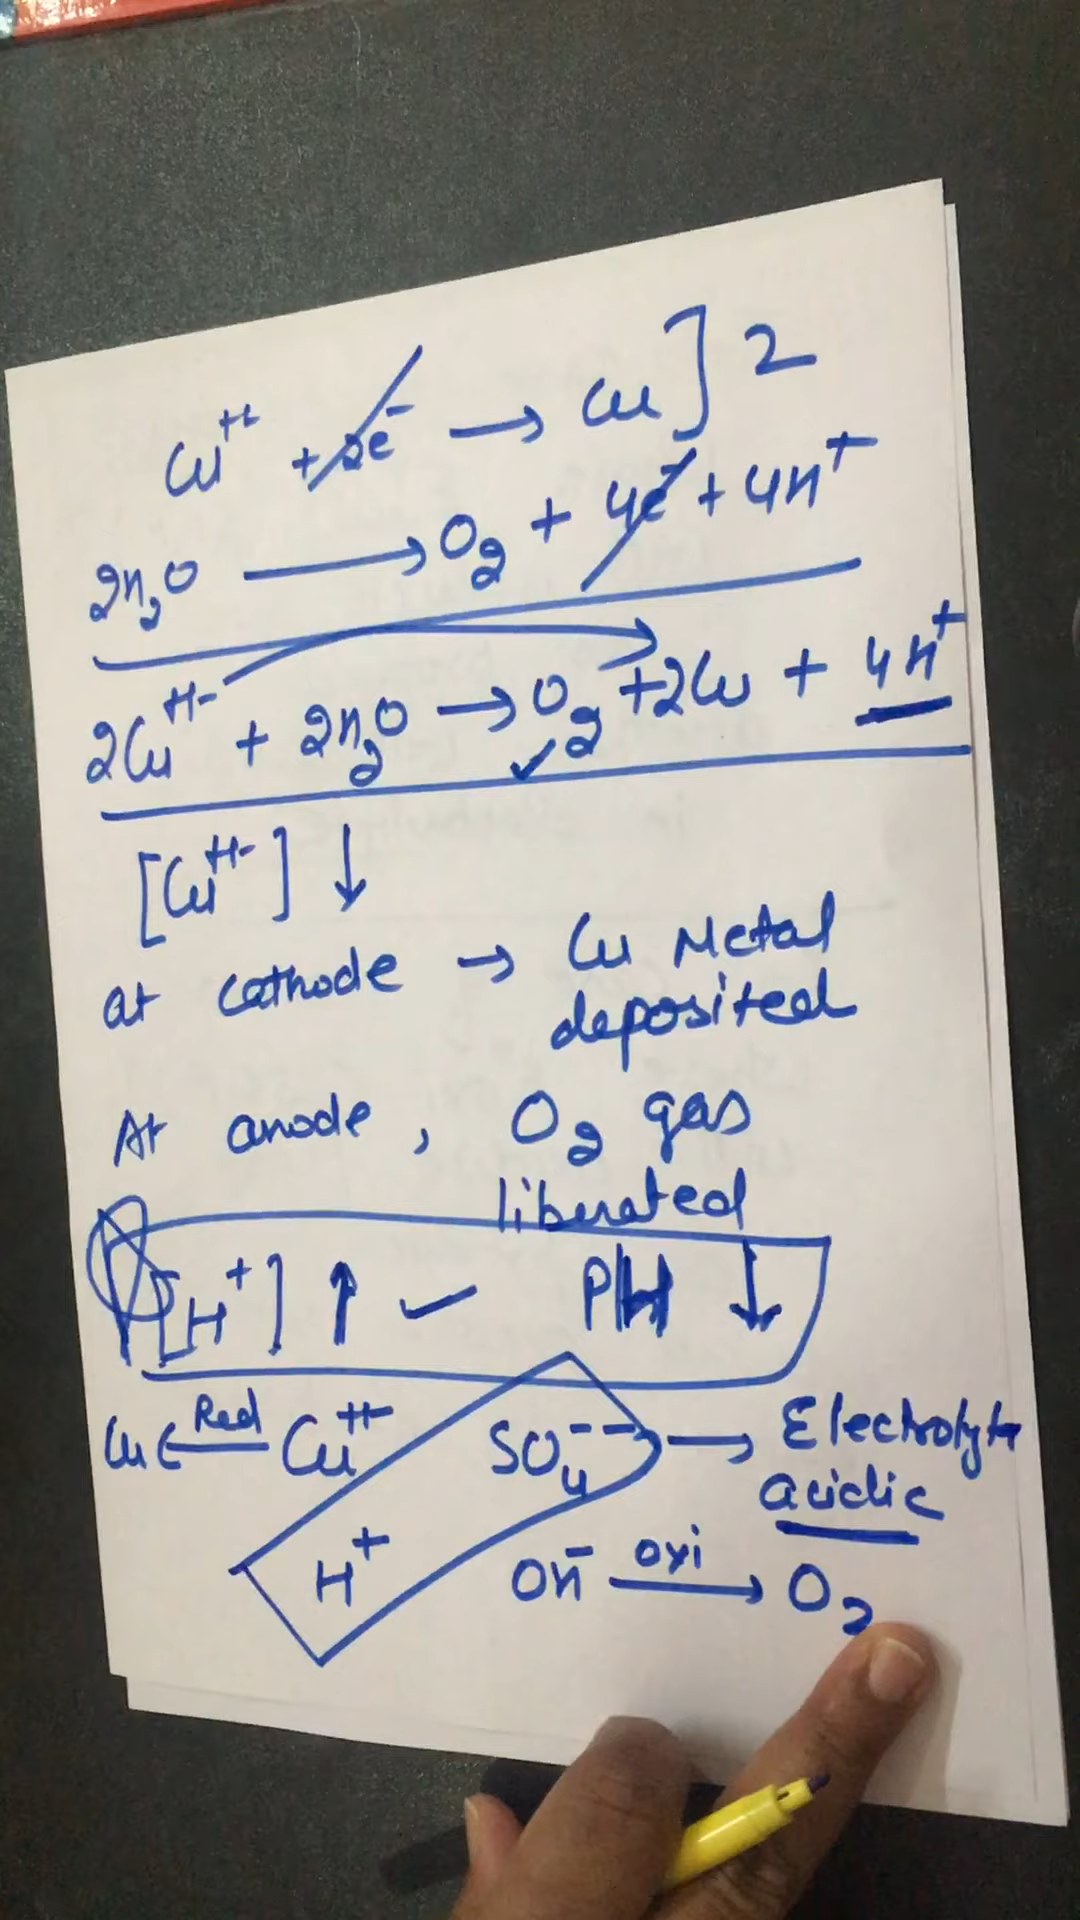 Cu++ + 2e- → Cu ] 2
2H2O → O2 + 4e- + 4H+
2Cu++ + 2H2O → O2 + 2Cu + 4H+
[Cu++] ↓
at cathode → Cu Metal
deposited
At anode, O2 gas
liberated
[H+] ↑ ✓ PH ↓
Cu ← Red Cu++ SO4-- → Electrolyte
acidic
H+ OH- oxi → O2